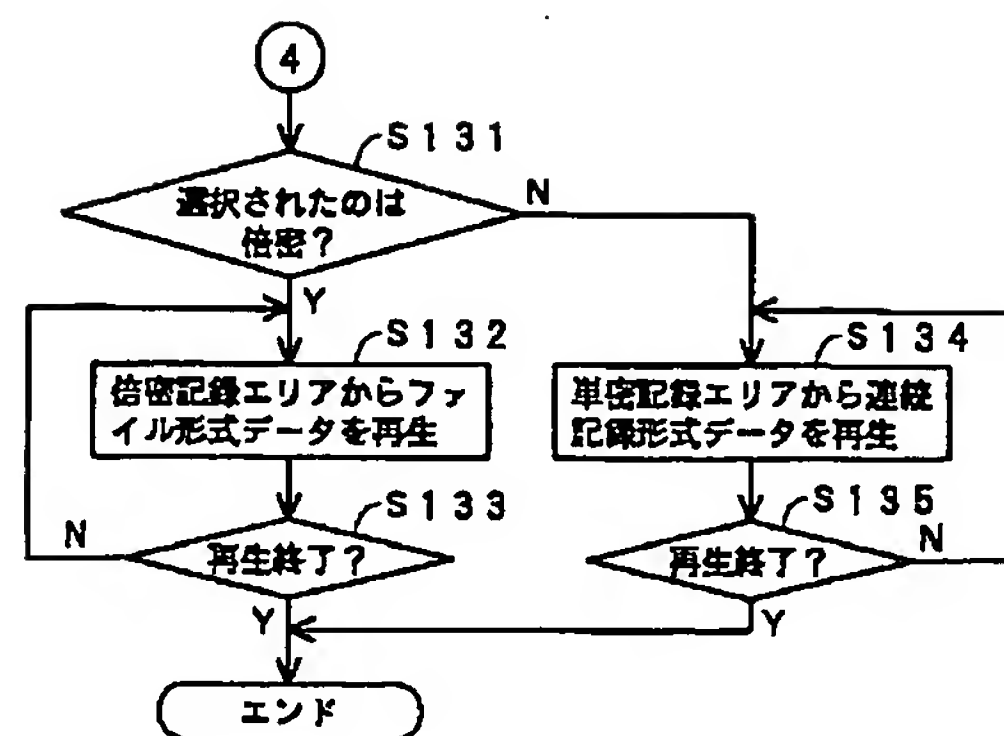 4
S131
選択されたのは
倍密？
N
Y
S132
倍密記録エリアからファ
イル形式データを再生
S134
単密記録エリアから連続
記録形式データを再生
S133
再生終了？
N
Y
S135
再生終了？
N
Y
エンド